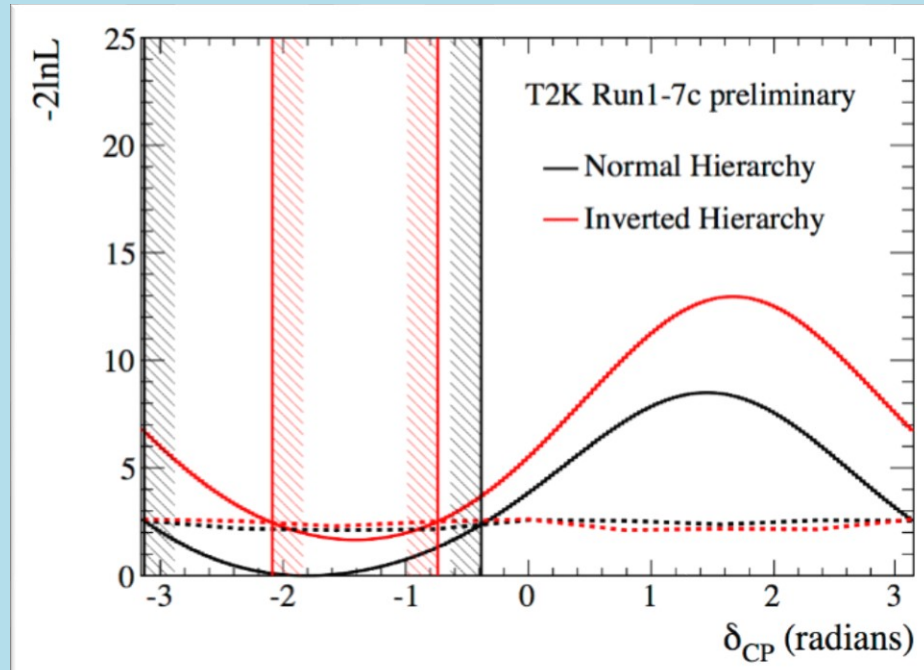 -2lnL
25
20
15
10
5
0
T2K Run1-7c preliminary
Normal Hierarchy
Inverted Hierarchy
-3 -2 -1 0 1 2 3
δCP (radians)